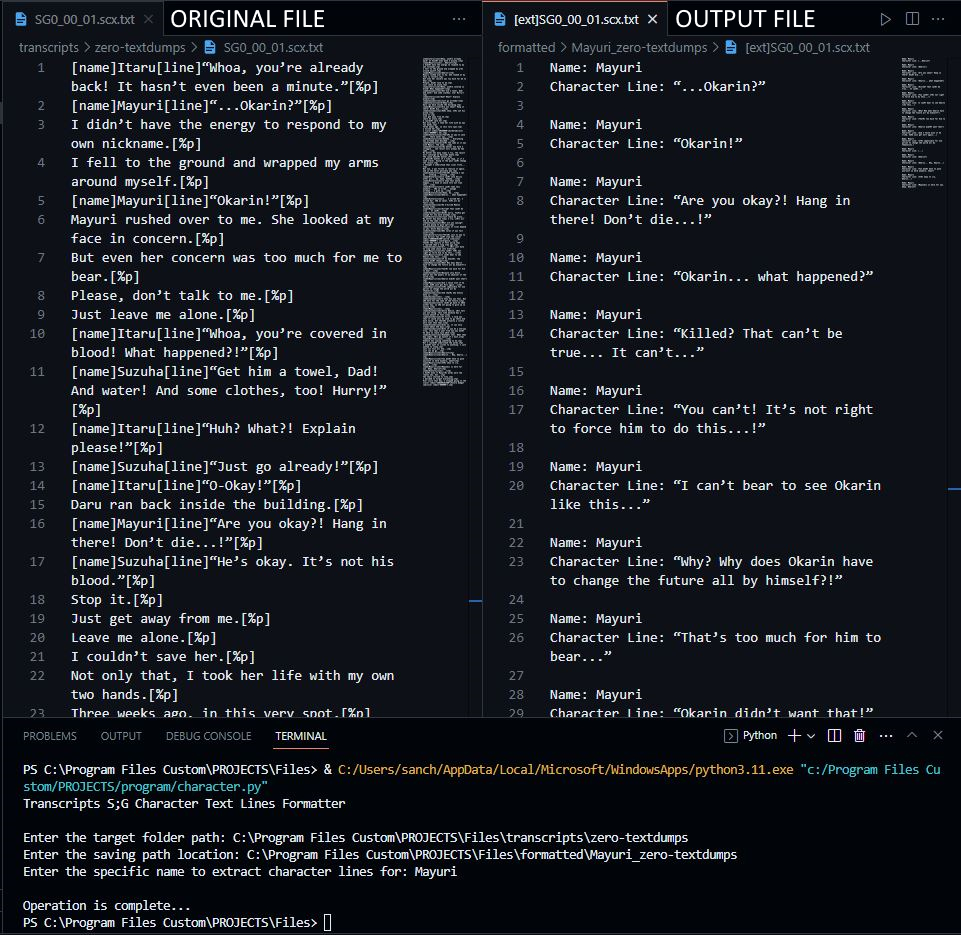 SG0_00_01.scx.txt
ORIGINAL FILE
transcripts > zero-textdumps > SG0_00_01.scx.txt
1 [name]Itaru[line]“Whoa, you’re already
back! It hasn’t even been a minute.”[%p]
2 [name]Mayuri[line]“...Okarin?”[%p]
3 I didn’t have the energy to respond to my
own nickname.[%p]
4 I fell to the ground and wrapped my arms
around myself.[%p]
5 [name]Mayuri[line]“Okarin!”[%p]
6 Mayuri rushed over to me. She looked at my
face in concern.[%p]
7 But even her concern was too much for me to
bear.[%p]
8 Please, don’t talk to me.[%p]
9 Just leave me alone.[%p]
10 [name]Itaru[line]“Whoa, you’re covered in
blood! What happened?!”[%p]
11 [name]Suzuha[line]“Get him a towel, Dad!
And water! And some clothes, too! Hurry!”
[%p]
12 [name]Itaru[line]“Huh? What?! Explain
please!”[%p]
13 [name]Suzuha[line]“Just go already!”[%p]
14 [name]Itaru[line]“O-Okay!”[%p]
15 Daru ran back inside the building.[%p]
16 [name]Mayuri[line]“Are you okay?! Hang in
there! Don’t die...!”[%p]
17 [name]Suzuha[line]“He’s okay. It’s not his
blood.”[%p]
18 Stop it.[%p]
19 Just get away from me.[%p]
20 Leave me alone.[%p]
21 I couldn’t save her.[%p]
22 Not only that, I took her life with my own
two hands.[%p]
23 Three weeks ago, in this very spot.[%p]
[ext]SG0_00_01.scx.txt
OUTPUT FILE
formatted > Mayuri_zero-textdumps > [ext]SG0_00_01.scx.txt
1 Name: Mayuri
2 Character Line: “...Okarin?”
3
4 Name: Mayuri
5 Character Line: “Okarin!”
6
7 Name: Mayuri
8 Character Line: “Are you okay?! Hang in
there! Don’t die...!”
9
10 Name: Mayuri
11 Character Line: “Okarin... what happened?”
12
13 Name: Mayuri
14 Character Line: “Killed? That can’t be
true... It can’t...”
15
16 Name: Mayuri
17 Character Line: “You can’t! It’s not right
to force him to do this...!”
18
19 Name: Mayuri
20 Character Line: “I can’t bear to see Okarin
like this...”
21
22 Name: Mayuri
23 Character Line: “Why? Why does Okarin have
to change the future all by himself?!”
24
25 Name: Mayuri
26 Character Line: “That’s too much for him to
bear...”
27
28 Name: Mayuri
29 Character Line: “Okarin didn’t want that!”
PROBLEMS OUTPUT DEBUG CONSOLE TERMINAL
Python
PS C:\Program Files Custom\PROJECTS\Files> & C:/Users/sanch/AppData/Local/Microsoft/WindowsApps/python3.11.exe "c:/Program Files Cu
stom/PROJECTS/program/character.py"
Transcripts S;G Character Text Lines Formatter
Enter the target folder path: C:\Program Files Custom\PROJECTS\Files\transcripts\zero-textdumps
Enter the saving path location: C:\Program Files Custom\PROJECTS\Files\formatted\Mayuri_zero-textdumps
Enter the specific name to extract character lines for: Mayuri
Operation is complete...
PS C:\Program Files Custom\PROJECTS\Files>